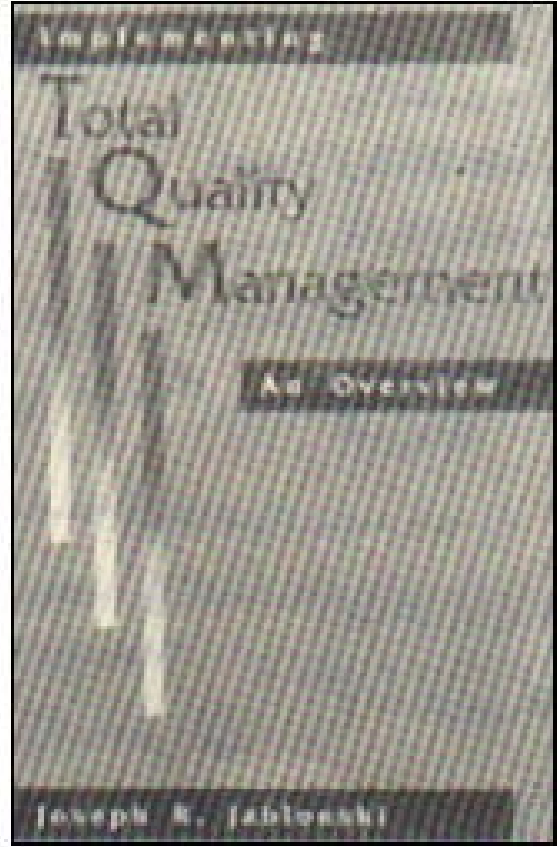 Implementing
Total
Quality
Management
An Overview
Joseph R. Jablonski